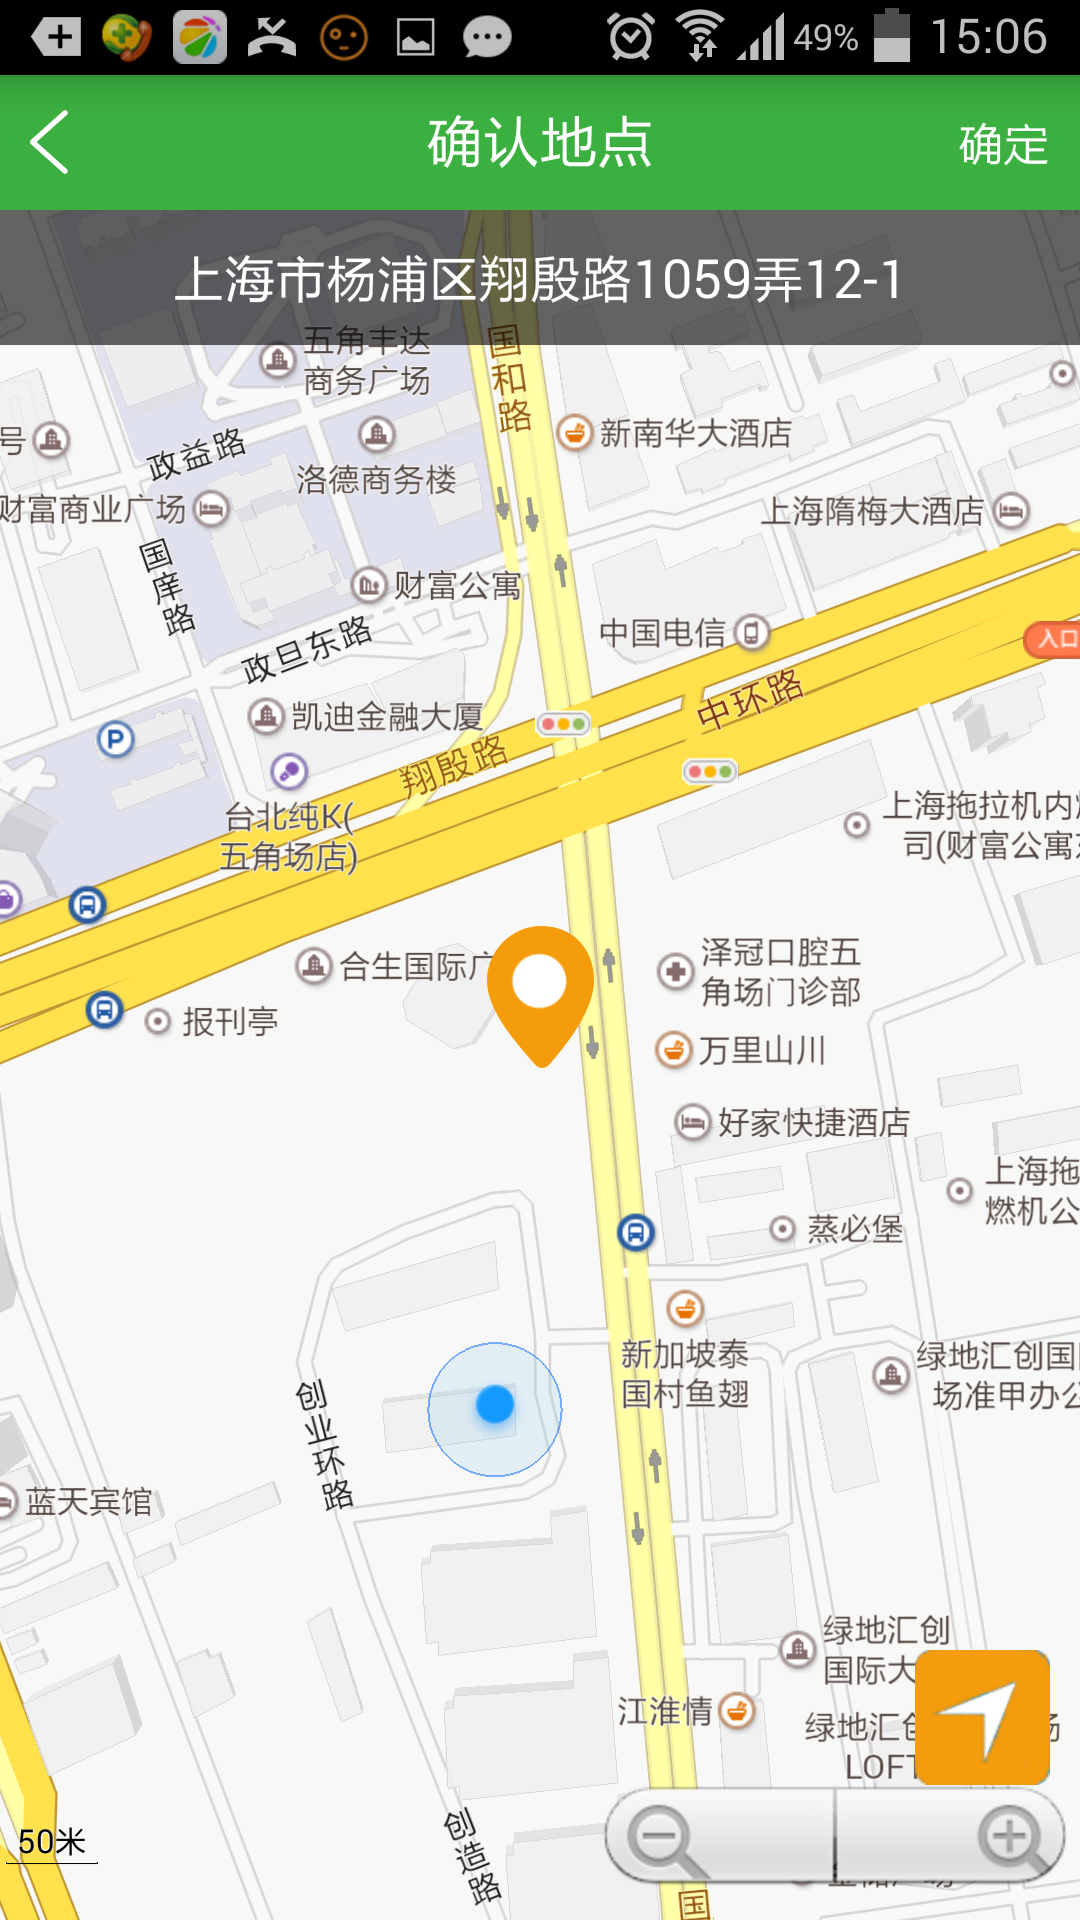 49%
15:06
确认地点
确定
上海市杨浦区翔殷路1059弄12-1
五角丰达
商务广场
国和路
号
新南华大酒店
政益路
洛德商务楼
财富商业广场
上海隋梅大酒店
国庠路
财富公寓
中国电信
入口
政旦东路
中环路
凯迪金融大厦
翔殷路
P
台北纯K(
五角场店)
上海拖拉机内
司(财富公寓
泽冠口腔五
角场门诊部
合生国际广
报刊亭
万里山川
好家快捷酒店
上海拖
燃机公
蒸必堡
新加坡泰
国村鱼翅
绿地汇创国
场准甲办公
创业环路
蓝天宾馆
绿地汇创
国际大
江淮情
绿地汇创
场
LOFT
50米
创造路
国